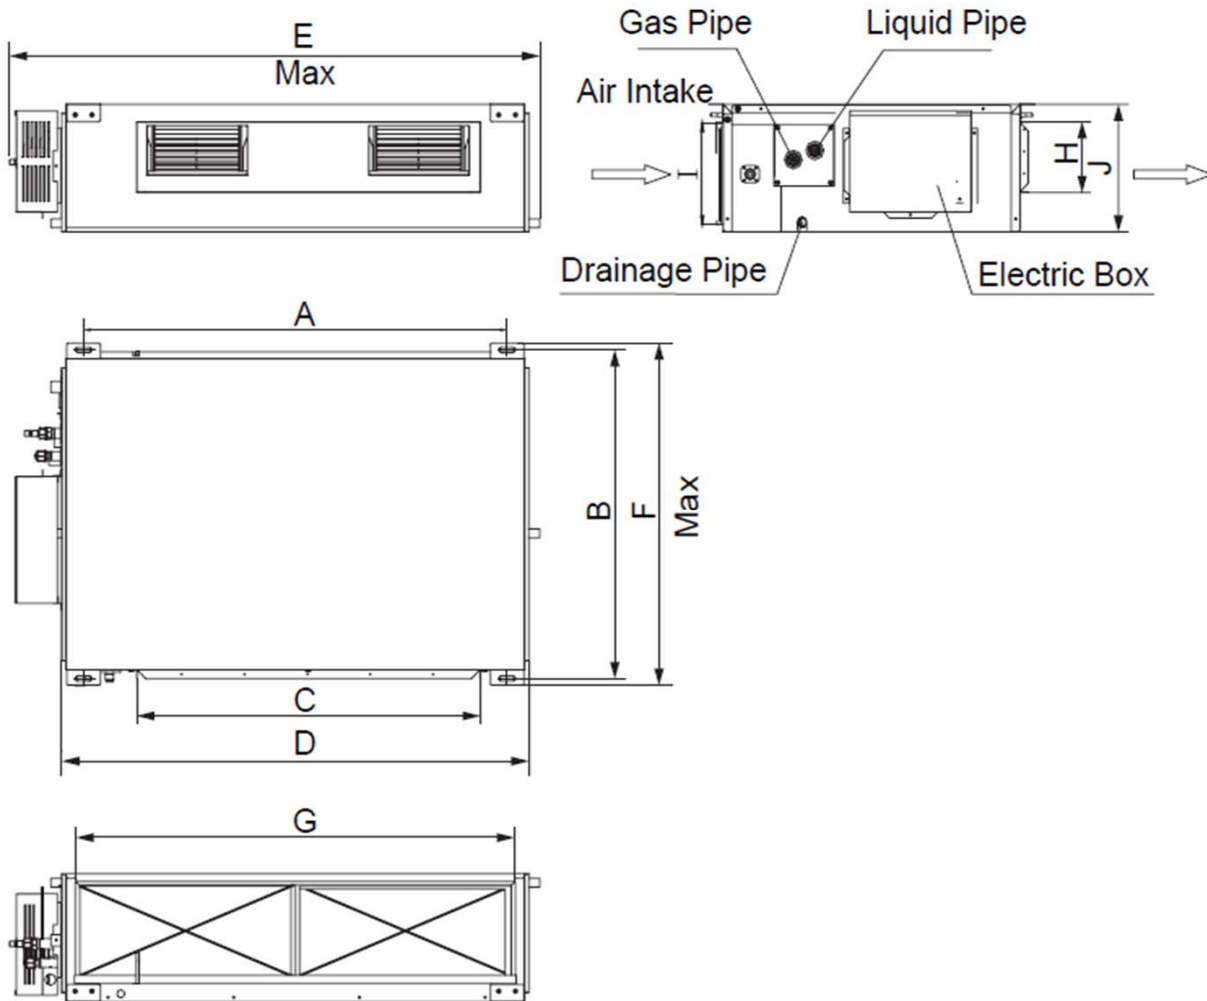 Gas Pipe
Liquid Pipe
E
Max
Air Intake
I
H
J
Drainage Pipe
Electric Box
A
B
F
Max
C
D
G